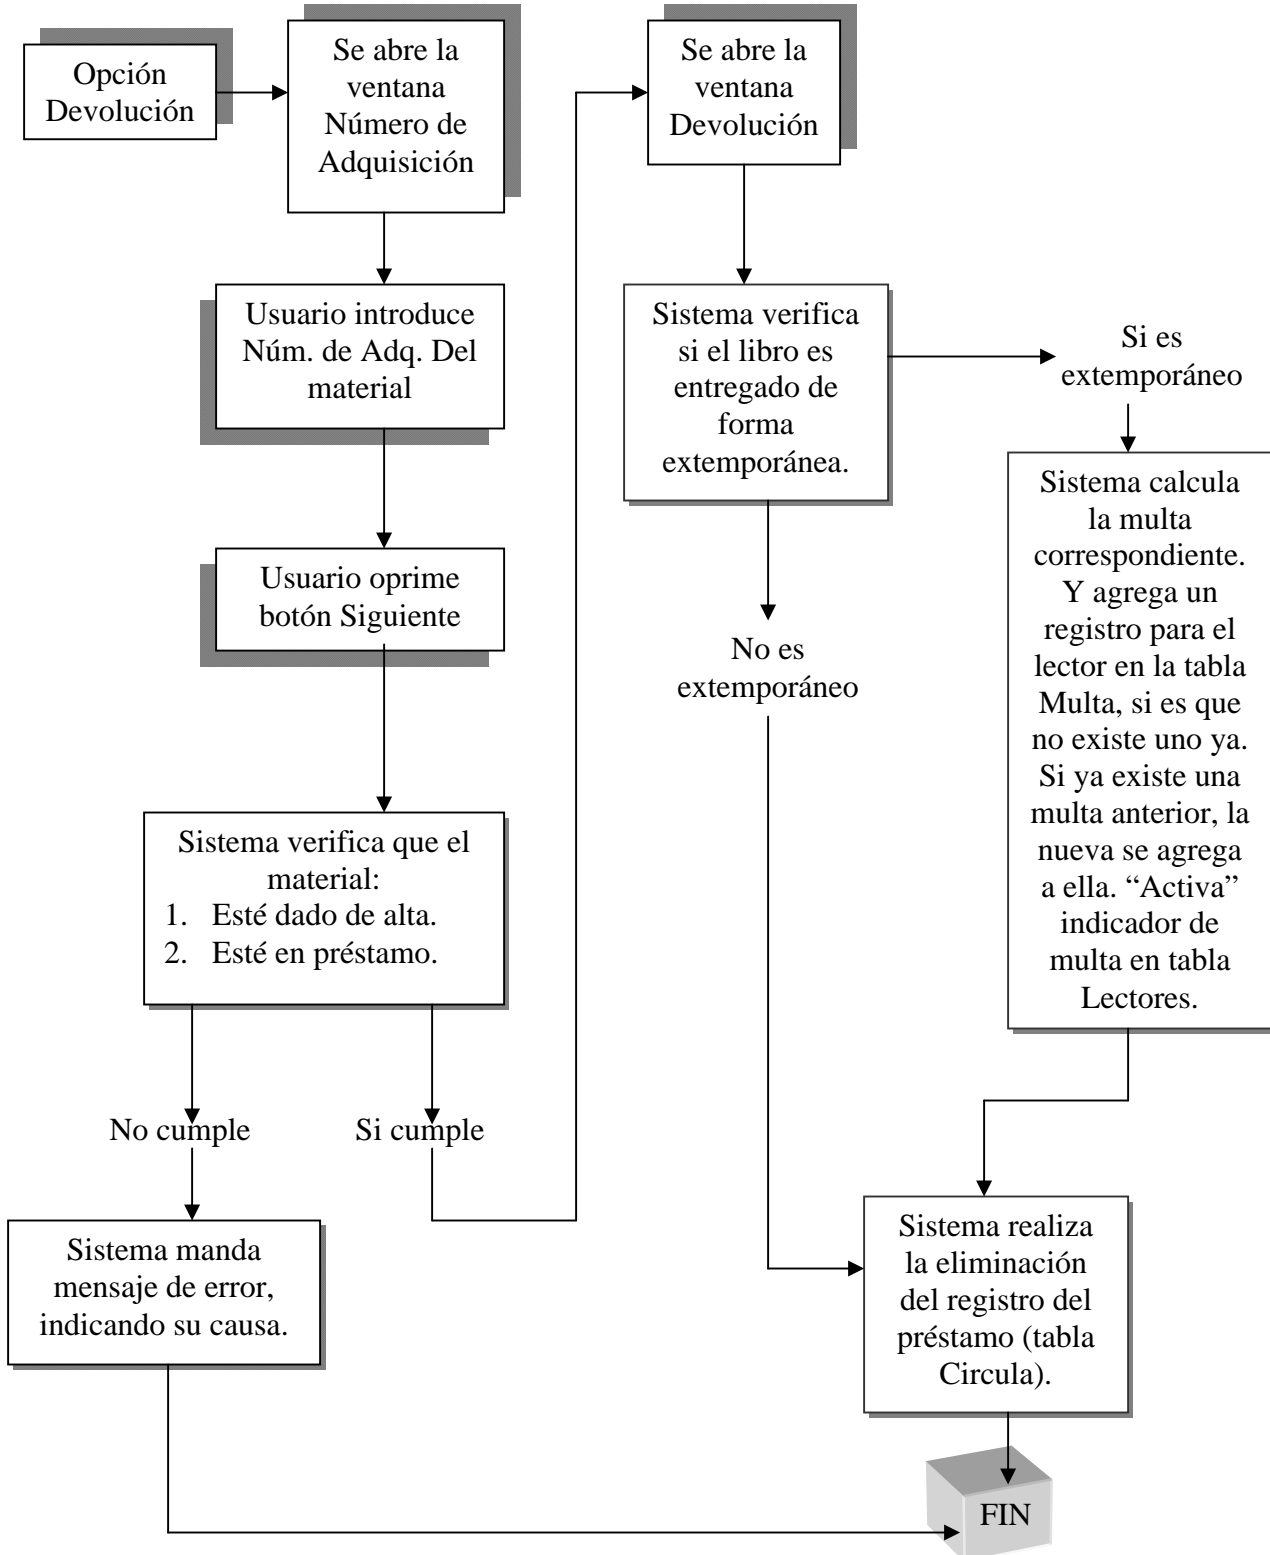 Opción
Devolución
Se abre la
ventana
Número de
Adquisición
Usuario introduce
Núm. de Adq. Del
material
Usuario oprime
botón Siguiente
Sistema verifica que el
material:
1. Esté dado de alta.
2. Esté en préstamo.
No cumple
Si cumple
Sistema manda
mensaje de error,
indicando su causa.
Se abre la
ventana
Devolución
Sistema verifica
si el libro es
entregado de
forma
extemporánea.
Si es
extemporáneo
No es
extemporáneo
Sistema calcula
la multa
correspondiente.
Y agrega un
registro para el
lector en la tabla
Multa, si es que
no existe uno ya.
Si ya existe una
multa anterior, la
nueva se agrega
a ella. “Activa”
indicador de
multa en tabla
Lectores.
Sistema realiza
la eliminación
del registro del
préstamo (tabla
Circula).
FIN